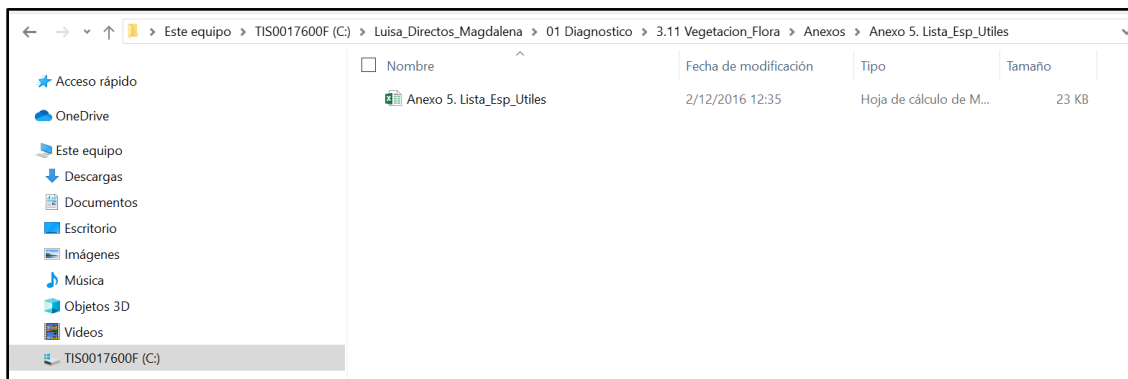 Este equipo > TIS0017600F (C:) > Luisa_Directos_Magdalena > 01 Diagnostico > 3.11 Vegetacion_Flora > Anexos > Anexo 5. Lista_Esp_Utiles
Nombre Fecha de modificación Tipo Tamaño
Anexo 5. Lista_Esp_Utiles 2/12/2016 12:35 Hoja de cálculo de M... 23 KB
Acceso rápido
OneDrive
Este equipo
Descargas
Documentos
Escritorio
Imágenes
Música
Objetos 3D
Videos
TIS0017600F (C:)